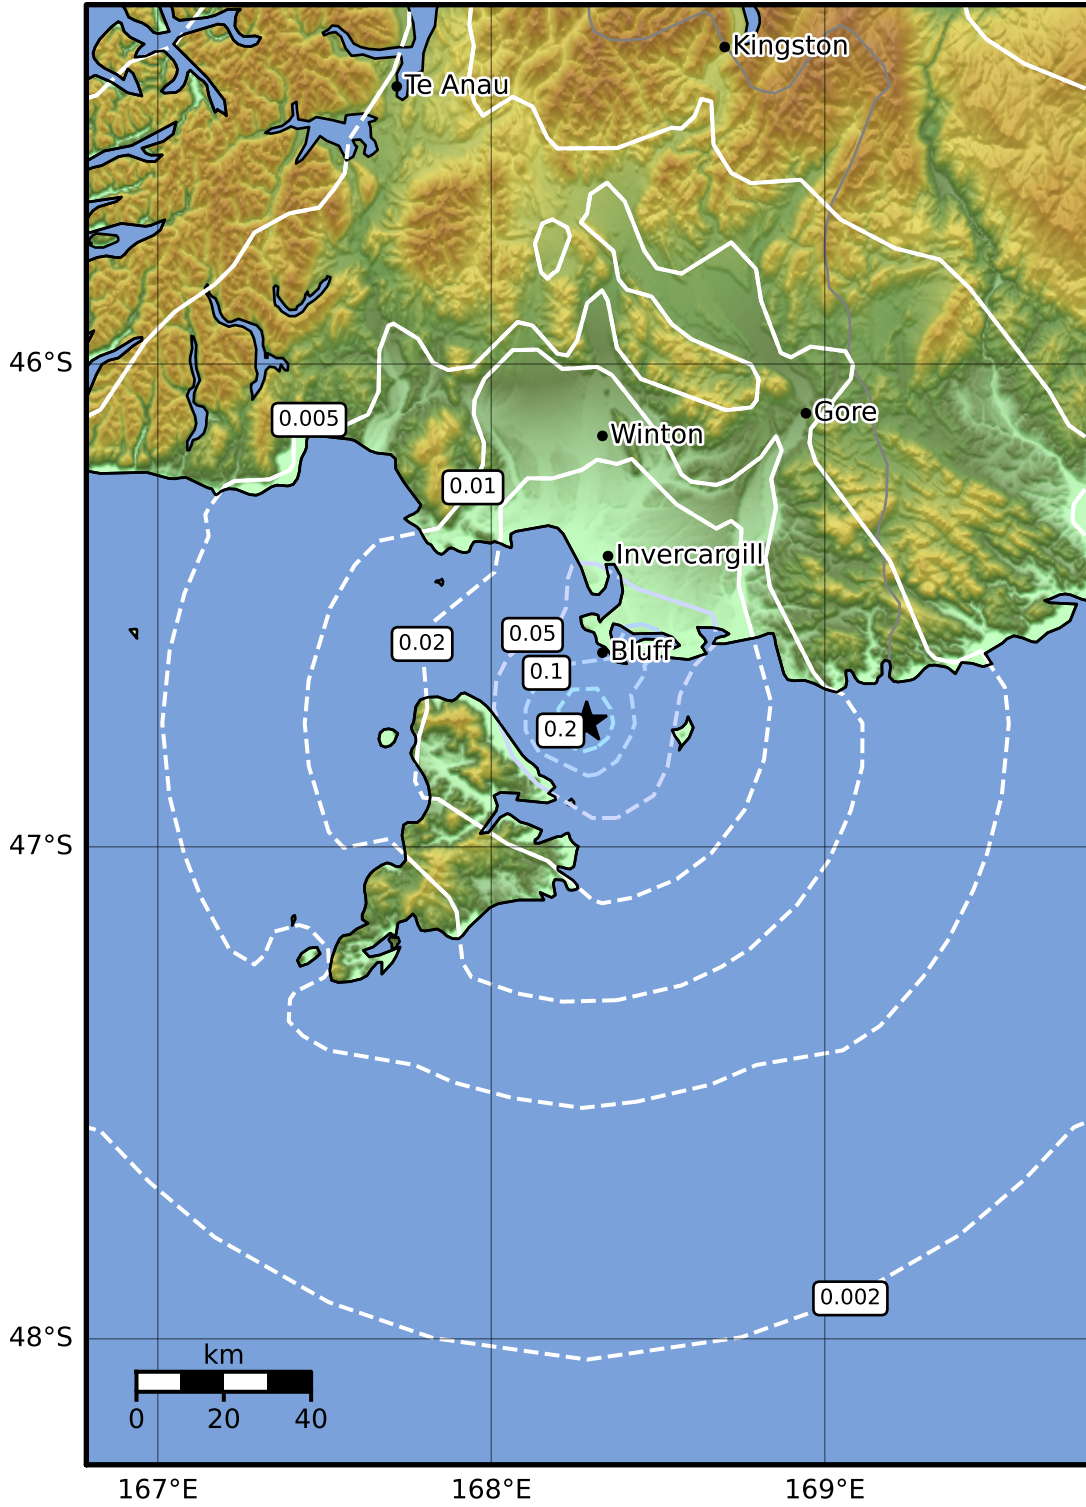 Kingston
Te Anau
46°S
0.005
Gore
Winton
0.01
Invercargill
0.05
0.02
Bluff
0.1
0.2
47°S
0.002
48°S
km
0 20 40
167°E 168°E 169°E